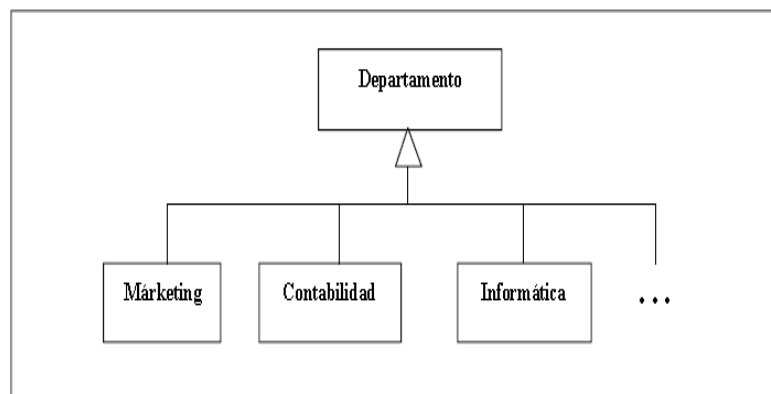 Departamento
Márketing
Contabilidad
Informática
...